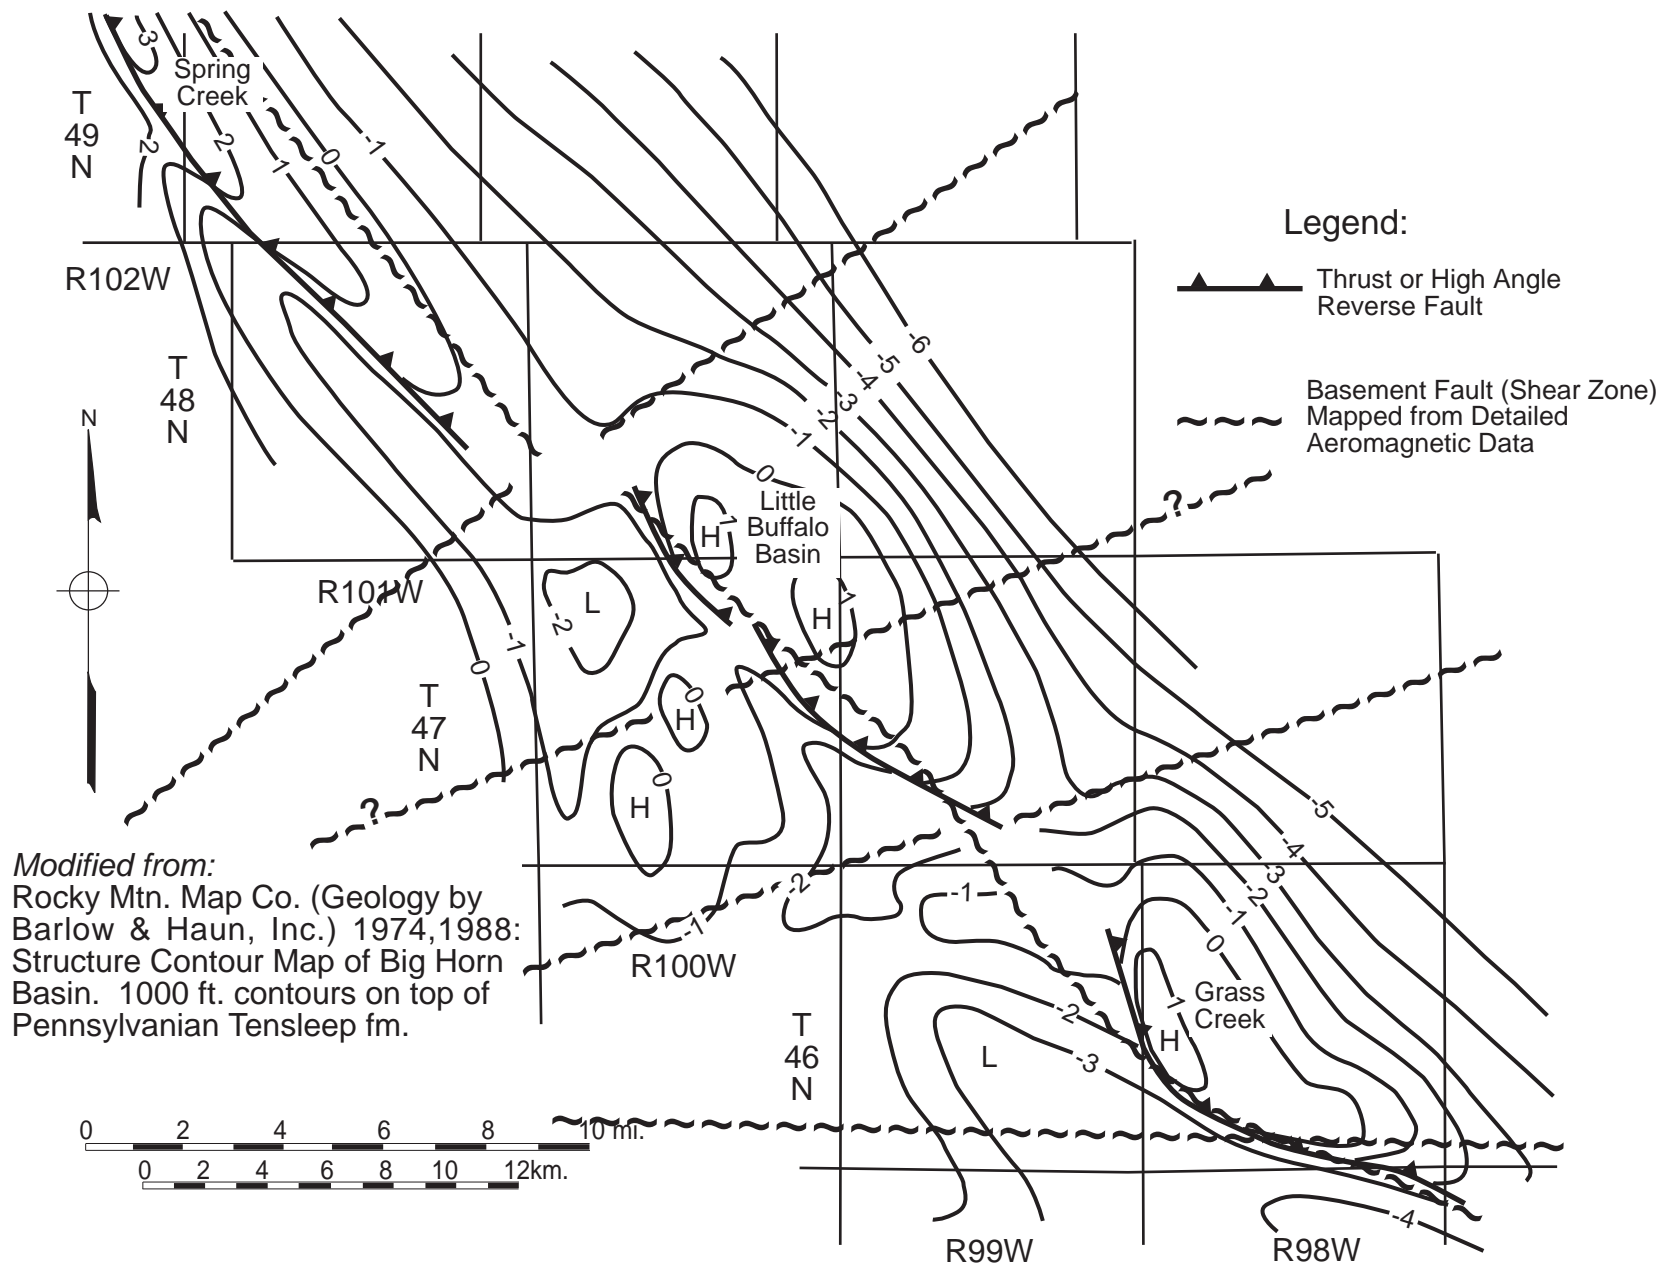 3
Spring
Creek
T
49
N
2
2
1
0
-1
R102W
T
48
N
N
Legend:
Thrust or High Angle
Reverse Fault
Basement Fault (Shear Zone)
Mapped from Detailed
Aeromagnetic Data
-6
-5
-4
-3
-2
-1
0
Little
Buffalo
Basin
1
H
?
R101W
L
-2
1
H
-1
0
0
H
T
47
N
0
H
?
-5
-4
-3
-2
-1
0
-2
-1
-1
Modified from:
Rocky Mtn. Map Co. (Geology by
Barlow & Haun, Inc.) 1974,1988:
Structure Contour Map of Big Horn
Basin. 1000 ft. contours on top of
Pennsylvanian Tensleep fm.
R100W
Grass
Creek
1
H
-2
-3
L
T
46
N
0 2 4 6 8 10 mi.
0 2 4 6 8 10 12km.
-4
R99W
R98W